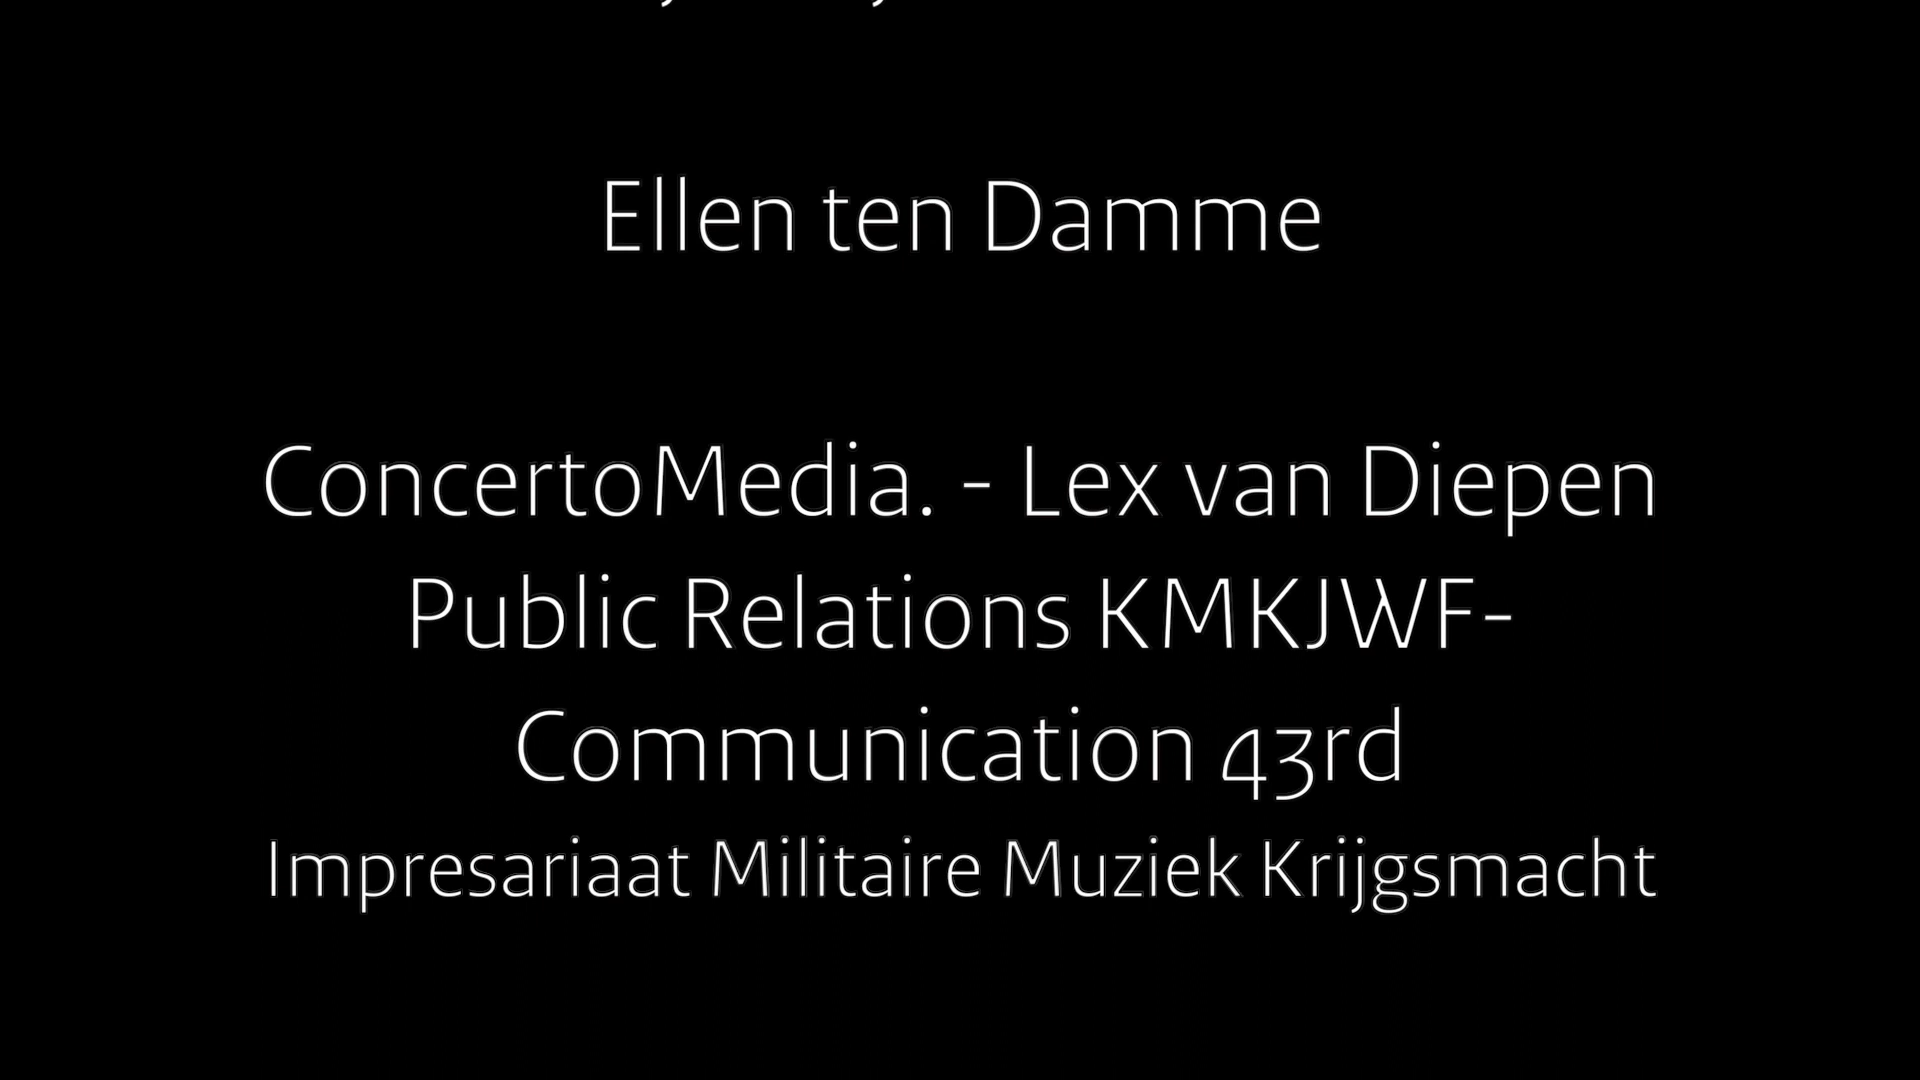 Ellen ten Damme
ConcertoMedia. - Lex van Diepen
Public Relations KMKJWF-
Communication 43rd
Impresariaat Militaire Muziek Krijgsmacht